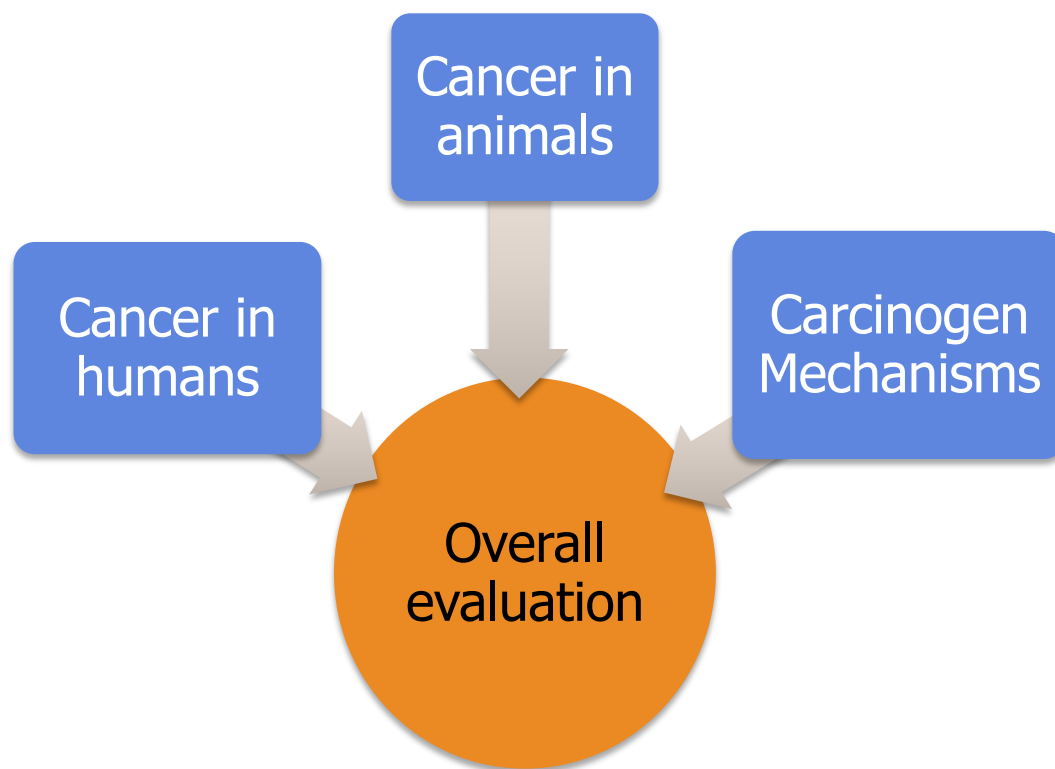 Cancer in
animals
Cancer in
humans
Carcinogen
Mechanisms
Overall
evaluation